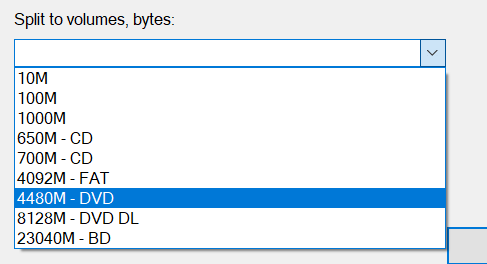 Split to volumes, bytes:
10M
100M
1000M
650M - CD
700M - CD
4092M - FAT
4480M - DVD
8128M - DVD DL
23040M - BD